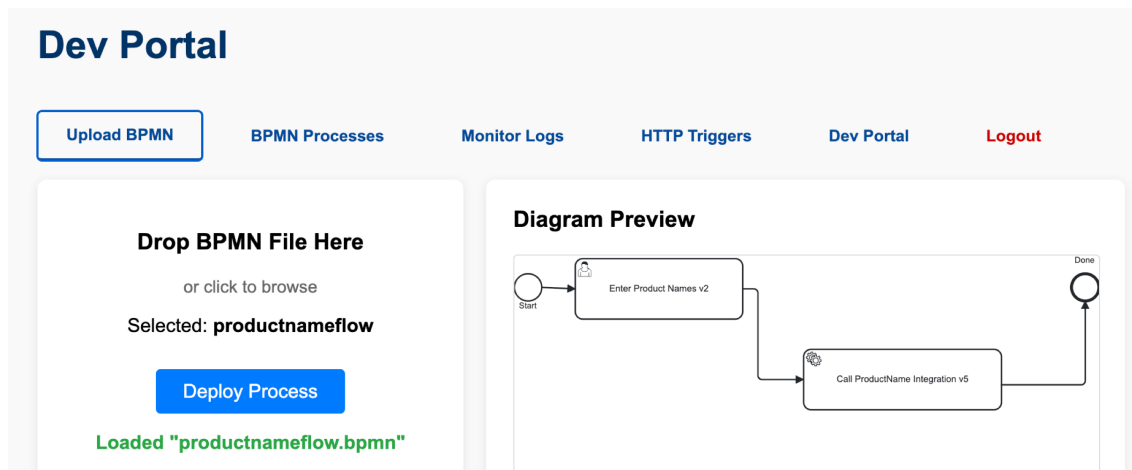 Dev Portal
Upload BPMN
BPMN Processes
Monitor Logs
HTTP Triggers
Dev Portal
Logout
Drop BPMN File Here
or click to browse
Selected: productnameflow
Deploy Process
Loaded "productnameflow.bpmn"
Diagram Preview
Start
Enter Product Names v2
Call ProductName Integration v5
Done